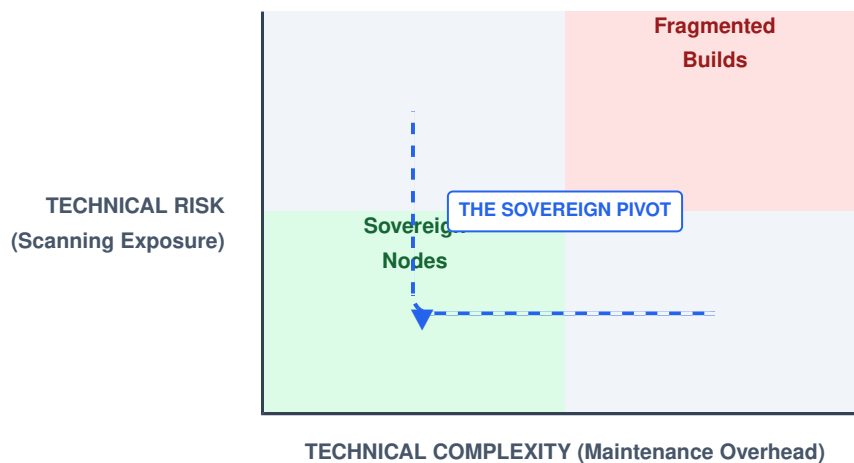 Fragmented
Builds
TECHNICAL RISK
(Scanning Exposure)
THE SOVEREIGN PIVOT
Sovereign
Nodes
TECHNICAL COMPLEXITY (Maintenance Overhead)